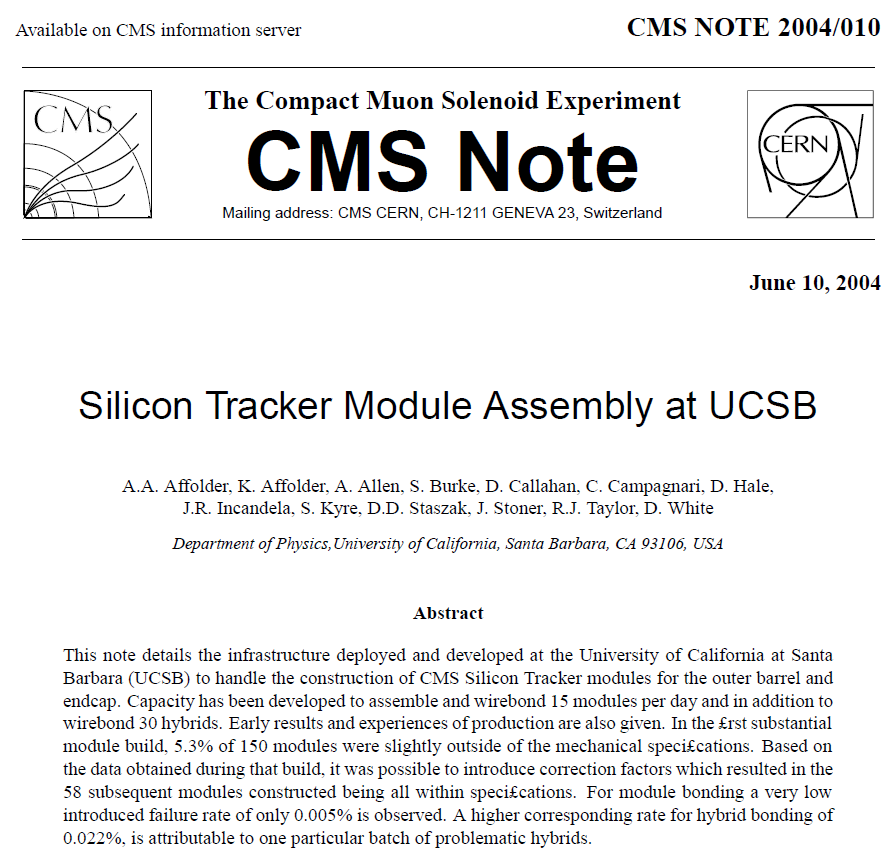 Available on CMS information server
CMS NOTE 2004/010
CMS
The Compact Muon Solenoid Experiment
CMS Note
Mailing address: CMS CERN, CH-1211 GENEVA 23, Switzerland
CERN
June 10, 2004
Silicon Tracker Module Assembly at UCSB
A.A. Affolder, K. Affolder, A. Allen, S. Burke, D. Callahan, C. Campagnari, D. Hale,
J.R. Incandela, S. Kyre, D.D. Staszak, J. Stoner, R.J. Taylor, D. White
Department of Physics,University of California, Santa Barbara, CA 93106, USA
Abstract
This note details the infrastructure deployed and developed at the University of California at Santa
Barbara (UCSB) to handle the construction of CMS Silicon Tracker modules for the outer barrel and
endcap. Capacity has been developed to assemble and wirebond 15 modules per day and in addition to
wirebond 30 hybrids. Early results and experiences of production are also given. In the £rst substantial
module build, 5.3% of 150 modules were slightly outside of the mechanical speci£cations. Based on
the data obtained during that build, it was possible to introduce correction factors which resulted in the
58 subsequent modules constructed being all within speci£cations. For module bonding a very low
introduced failure rate of only 0.005% is observed. A higher corresponding rate for hybrid bonding of
0.022%, is attributable to one particular batch of problematic hybrids.